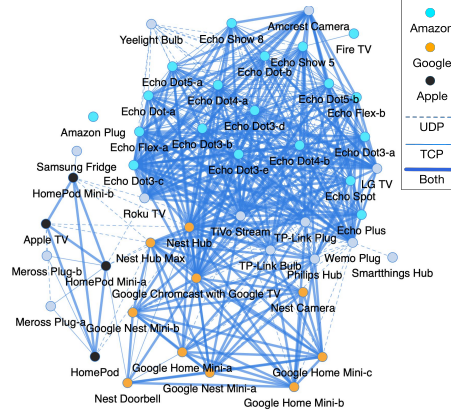 Amcrest Camera
Yeelight Bulb
Echo Show 8
Fire TV
Echo Show 5
Echo Dot-b
Echo Dot5-a
Echo Dot4-a
Echo Dot5-b
Echo Dot-a
Echo Flex-b
Echo Dot3-d
Amazon Plug
Echo Flex-a
Echo Dot3-b
Echo Dot3-a
Echo Dot4-b
Echo Dot3-e
Samsung Fridge
Echo Dot3-c
LG TV
HomePod Mini-b
Echo Spot
Roku TV
Echo Plus
TiVo Stream
TP-Link Plug
Apple TV
Nest Hub
Nest Hub Max
Wemo Plug
TP-Link Bulb
Meross Plug-b
HomePod Mini-a
Philips Hub
Smartthings Hub
Google Chromcast with Google TV
Nest Camera
Meross Plug-a
Google Nest Mini-b
HomePod
Google Home Mini-a
Google Home Mini-c
Google Nest Mini-a
Nest Doorbell
Google Home Mini-b
Amazon
Google
Apple
UDP
TCP
Both